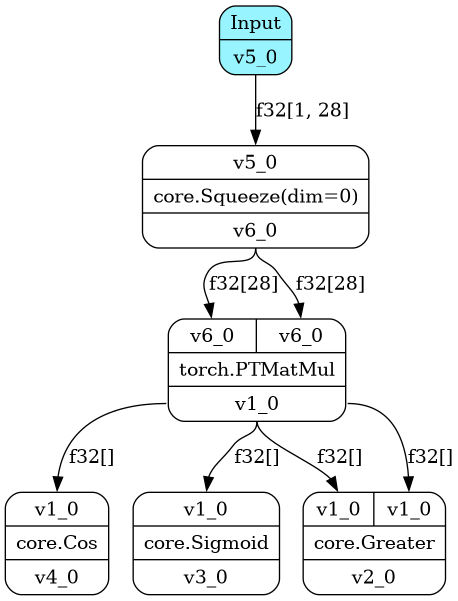 Input
v5_0
f32[1, 28]
v5_0
core.Squeeze(dim=0)
v6_0
f32[28] f32[28]
v6_0 v6_0
torch.PTMatMul
v1_0
f32[] f32[] f32[] f32[]
v1_0 v1_0 v1_0 v1_0
core.Cos core.Sigmoid core.Greater
v4_0 v3_0 v2_0